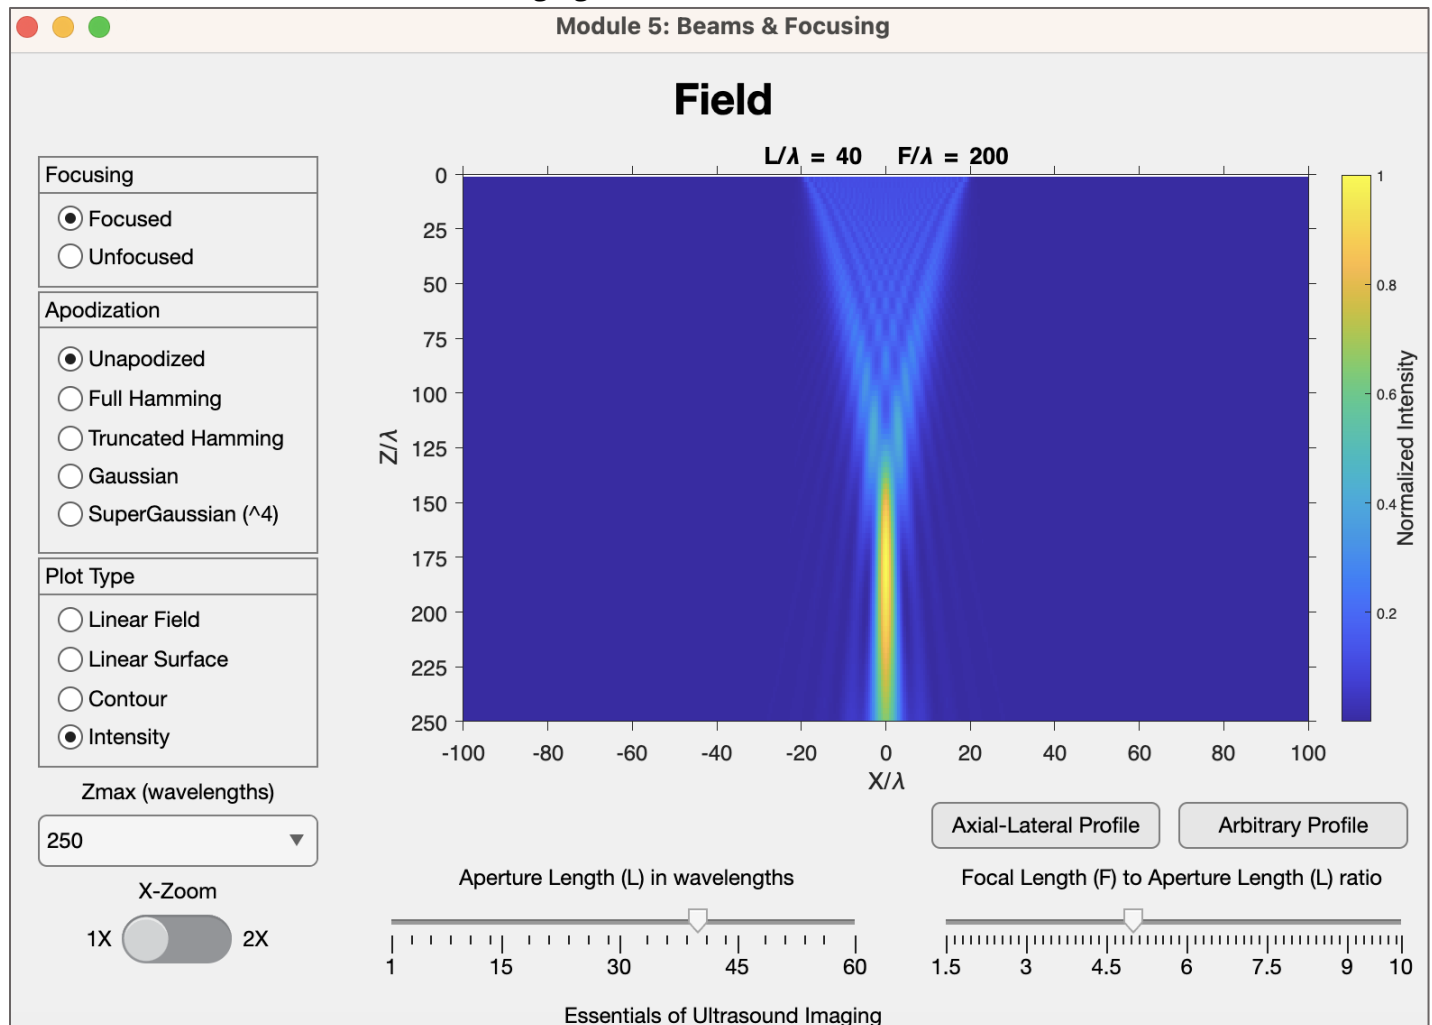 Module 5: Beams & Focusing
Field
L/λ = 40 F/λ = 200
Focusing
Focused
Unfocused
Apodization
Unapodized
Full Hamming
Truncated Hamming
Gaussian
SuperGaussian (^4)
Plot Type
Linear Field
Linear Surface
Contour
Intensity
Zmax (wavelengths)
250
X-Zoom
1X 2X
Z/λ
0
25
50
75
100
125
150
175
200
225
250
-100 -80 -60 -40 -20 0 20 40 60 80 100
X/λ
1
0.8
0.6
0.4
0.2
Normalized Intensity
Axial-Lateral Profile
Arbitrary Profile
Aperture Length (L) in wavelengths
1 15 30 45 60
Focal Length (F) to Aperture Length (L) ratio
1.5 3 4.5 6 7.5 9 10
Essentials of Ultrasound Imaging